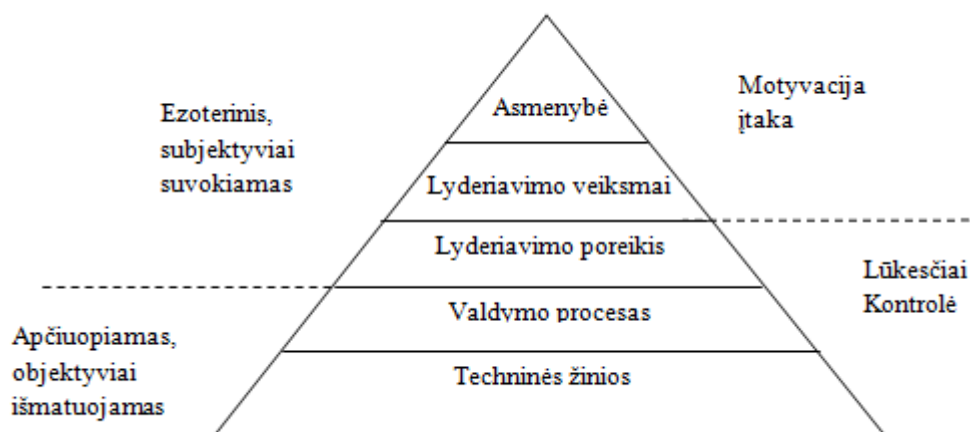 Motyvacija
įtaka
Asmenybė
Ezoterinis,
subjektyviai
suvokiamas
Lyderiavimo veiksmai
Lyderiavimo poreikis
Lūkesčiai
Kontrolė
Valdymo procesas
Apčiuopiamas,
objektyviai
išmatuojamas
Techninės žinios